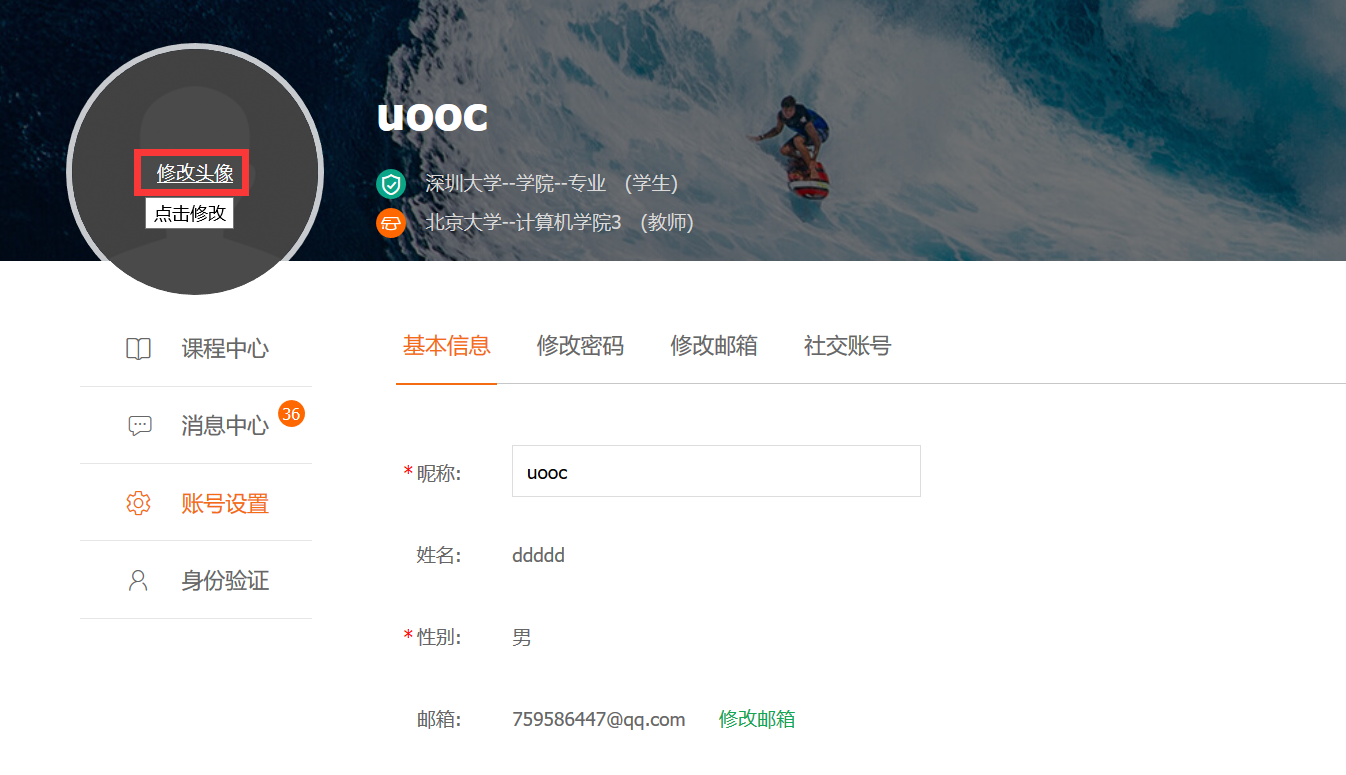 uooc
修改头像
点击修改
深圳大学--学院--专业 (学生)
北京大学--计算机学院3 (教师)
课程中心
消息中心 36
账号设置
身份验证
基本信息 修改密码 修改邮箱 社交账号
*昵称: uooc
姓名: ddddd
*性别: 男
邮箱: 759586447@qq.com 修改邮箱